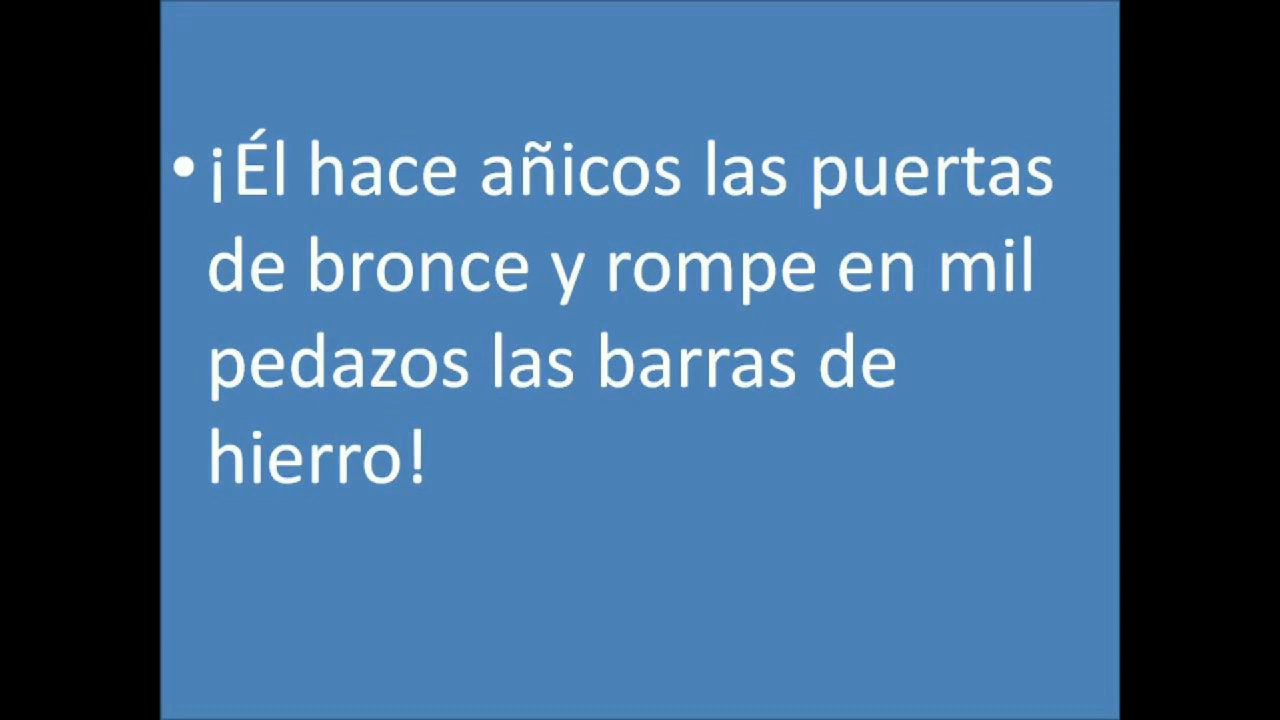 • ¡Él hace añicos las puertas
de bronce y rompe en mil
pedazos las barras de
hierro!